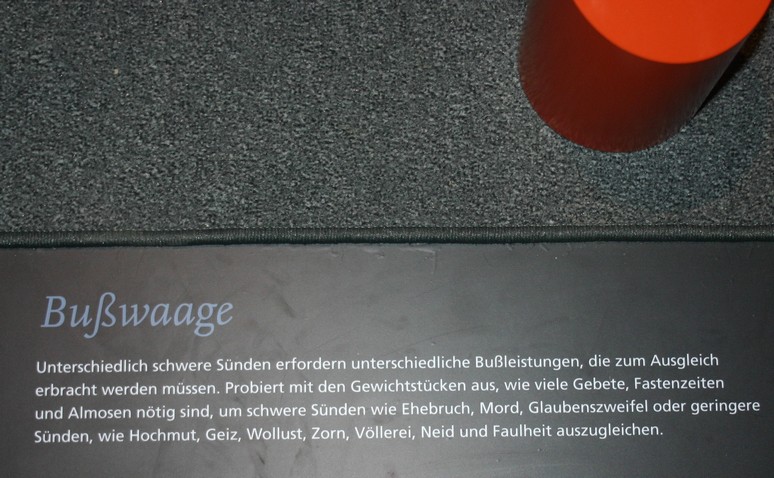 Bußwaage
Unterschiedlich schwere Sünden erfordern unterschiedliche Bußleistungen, die zum Ausgleich
erbracht werden müssen. Probiert mit den Gewichtstücken aus, wie viele Gebete, Fastenzeiten
und Almosen nötig sind, um schwere Sünden wie Ehebruch, Mord, Glaubenszweifel oder geringere
Sünden, wie Hochmut, Geiz, Wollust, Zorn, Völlerei, Neid und Faulheit auszugleichen.